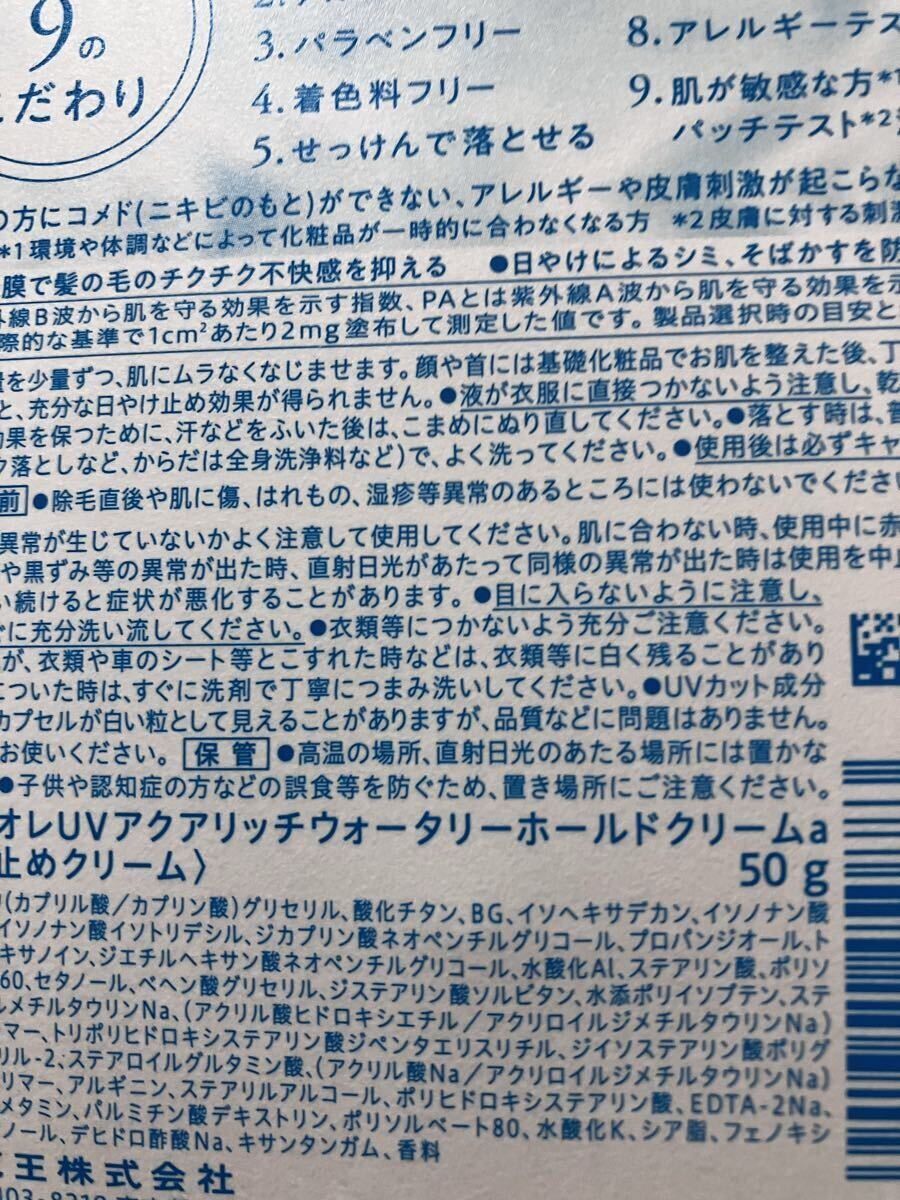 9の
こだわり
3. パラベンフリー
4. 着色料フリー
5. せっけんで落とせる
8. アレルギーテス
9. 肌が敏感な方*1
パッチテスト*2
の方にコメド(ニキビのもと)ができない、アレルギーや皮膚刺激が起こらな
*1 環境や体調などによって化粧品が一時的に合わなくなる方 *2 皮膚に対する刺激
膜で髪の毛のチクチク不快感を抑える ●日やけによるシミ、そばかすを防
外線B波から肌を守る効果を示す指数、PAとは紫外線A波から肌を守る効果を示
際的な基準で1cm²あたり2mg塗布して測定した値です。製品選択時の目安と
量を少量ずつ、肌にムラなくなじませます。顔や首には基礎化粧品でお肌を整えた後、丁
と、充分な日やけ止め効果が得られません。●液が衣服に直接つかないよう注意し、乾
効果を保つために、汗などをふいた後は、こまめにぬり直してください。●落とす時は、普
ク落としなど、からだは全身洗浄料など)で、よく洗ってください。●使用後は必ずキャ
前 ●除毛直後や肌に傷、はれもの、湿疹等異常のあるところには使わないでくださ
異常が生じていないかよく注意して使用してください。肌に合わない時、使用中に赤
や黒ずみ等の異常が出た時、直射日光があたって同様の異常が出た時は使用を中止
い続けると症状が悪化することがあります。●目に入らないように注意し、
ぐに充分洗い流してください。●衣類等につかないよう充分ご注意ください。
が、衣類や車のシート等とこすれた時などは、衣類等に白く残ることがあり
についた時は、すぐに洗剤で丁寧につまみ洗いしてください。●UVカット成分
カプセルが白い粒として見えることがありますが、品質などに問題はありません。
お使いください。 保管 ●高温の場所、直射日光のあたる場所には置かな
●子供や認知症の方などの誤食等を防ぐため、置き場所にご注意ください。
オレUVアクアリッチウォータリーホールドクリームa
止めクリーム〉 50g
(カプリル酸/カプリン酸)グリセリル、酸化チタン、BG、イソヘキサデカン、イソノナン酸
イソノナン酸イソトリデシル、ジカプリン酸ネオペンチルグリコール、プロパンジオール、ト
キサノイン、ジエチルヘキサン酸ネオペンチルグリコール、水酸化Al、ステアリン酸、ポリソ
60、セタノール、ベヘン酸グリセリル、ジステアリン酸ソルビタン、水添ポリイソブテン、ステ
ルメチルタウリンNa、(アクリル酸ヒドロキシエチル/アクリロイルジメチルタウリンNa)
マー、トリポリヒドロキシステアリン酸ジペンタエリスリチル、ジイソステアリン酸ポリグ
リル-2、ステアロイルグルタミン酸、(アクリル酸Na/アクリロイルジメチルタウリンNa)
リマー、アルギニン、ステアリルアルコール、ポリヒドロキシステアリン酸、EDTA-2Na、
メタミン、パルミチン酸デキストリン、ポリソルベート80、水酸化K、シア脂、フェノキシ
ノール、デヒドロ酢酸Na、キサンタンガム、香料
王株式会社
103-8210